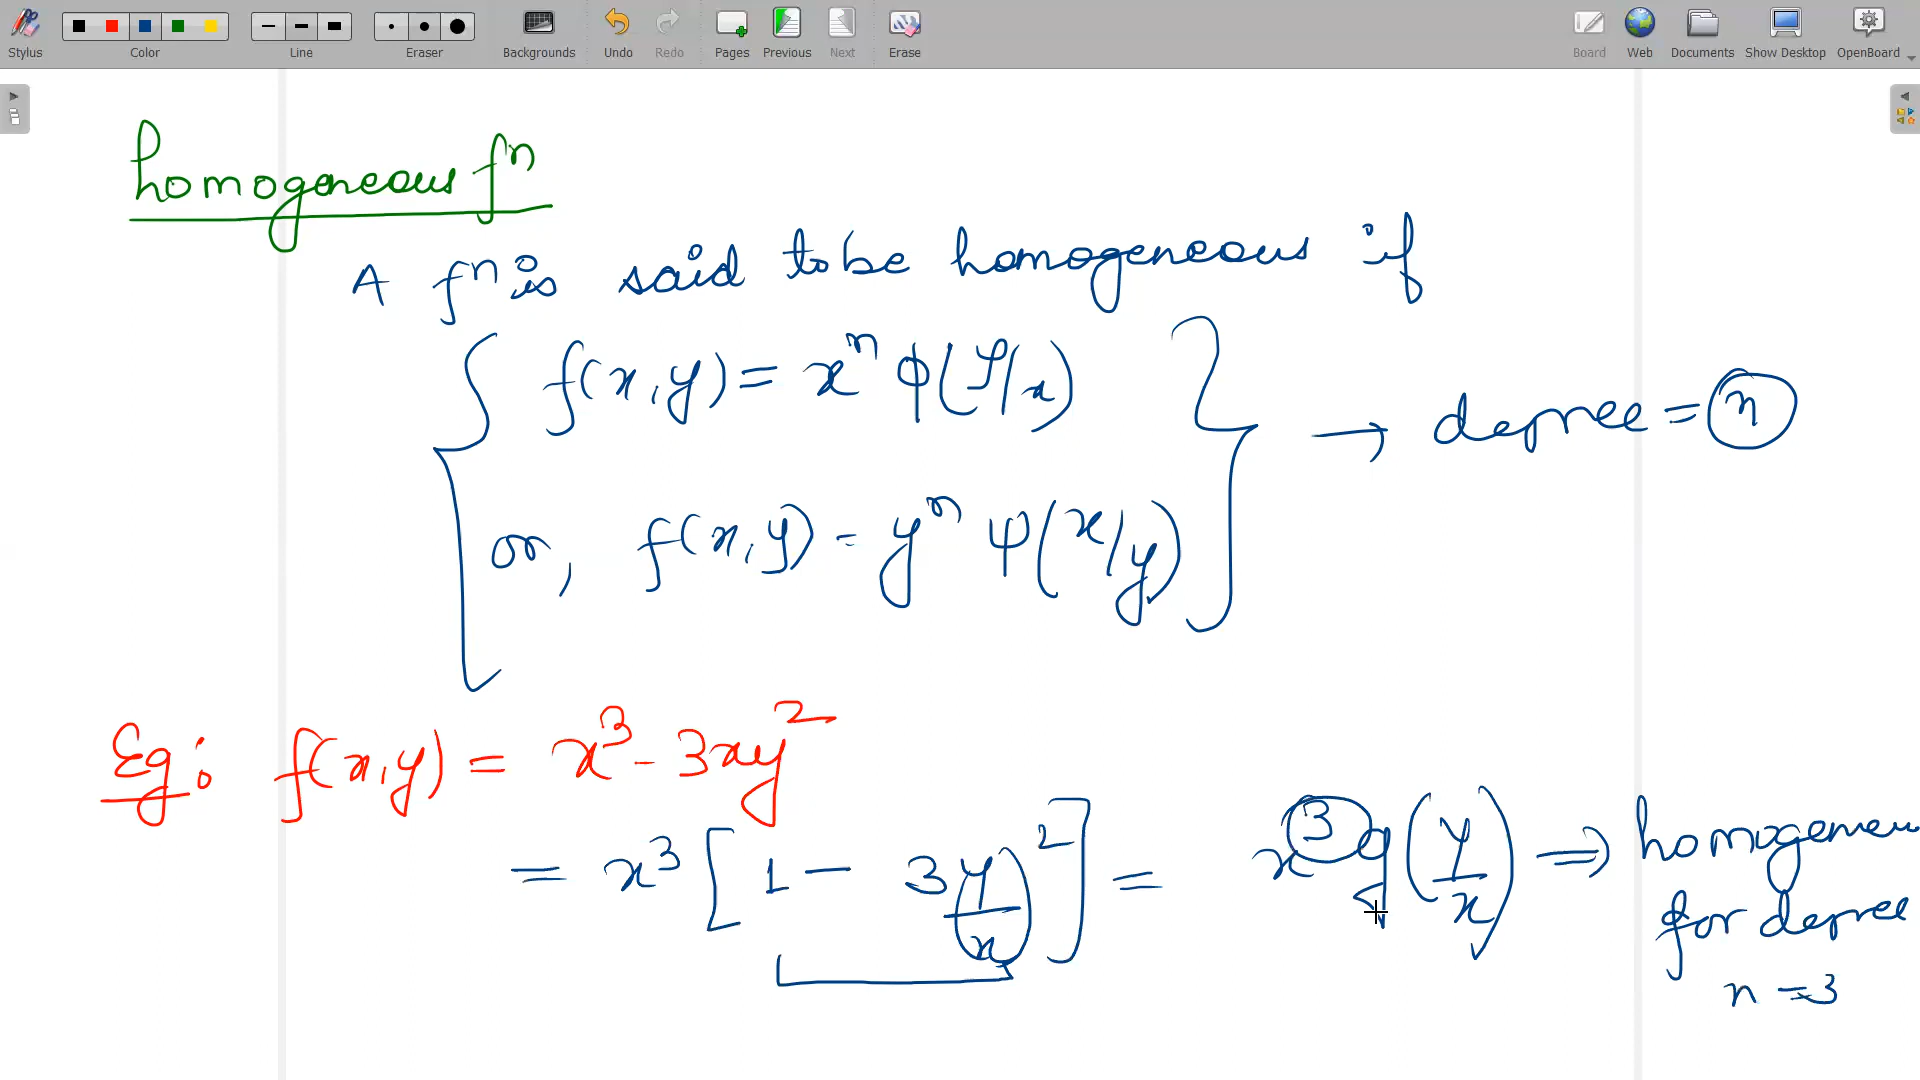 Stylus Color Line Eraser Backgrounds Undo Redo Pages Previous Next Erase Board Web Documents Show Desktop OpenBoard
homogeneous fⁿ
A fⁿ is said to be homogeneous if
f(x,y) = xⁿ φ(y/x)
→ degree = n
or, f(x,y) = yⁿ ψ(x/y)
Eg: f(x,y) = x³ - 3xy²
= x³ [1 - 3(y/x)²] = x³ g(y/x) ⇒ homogeneou
for degree
n = 3